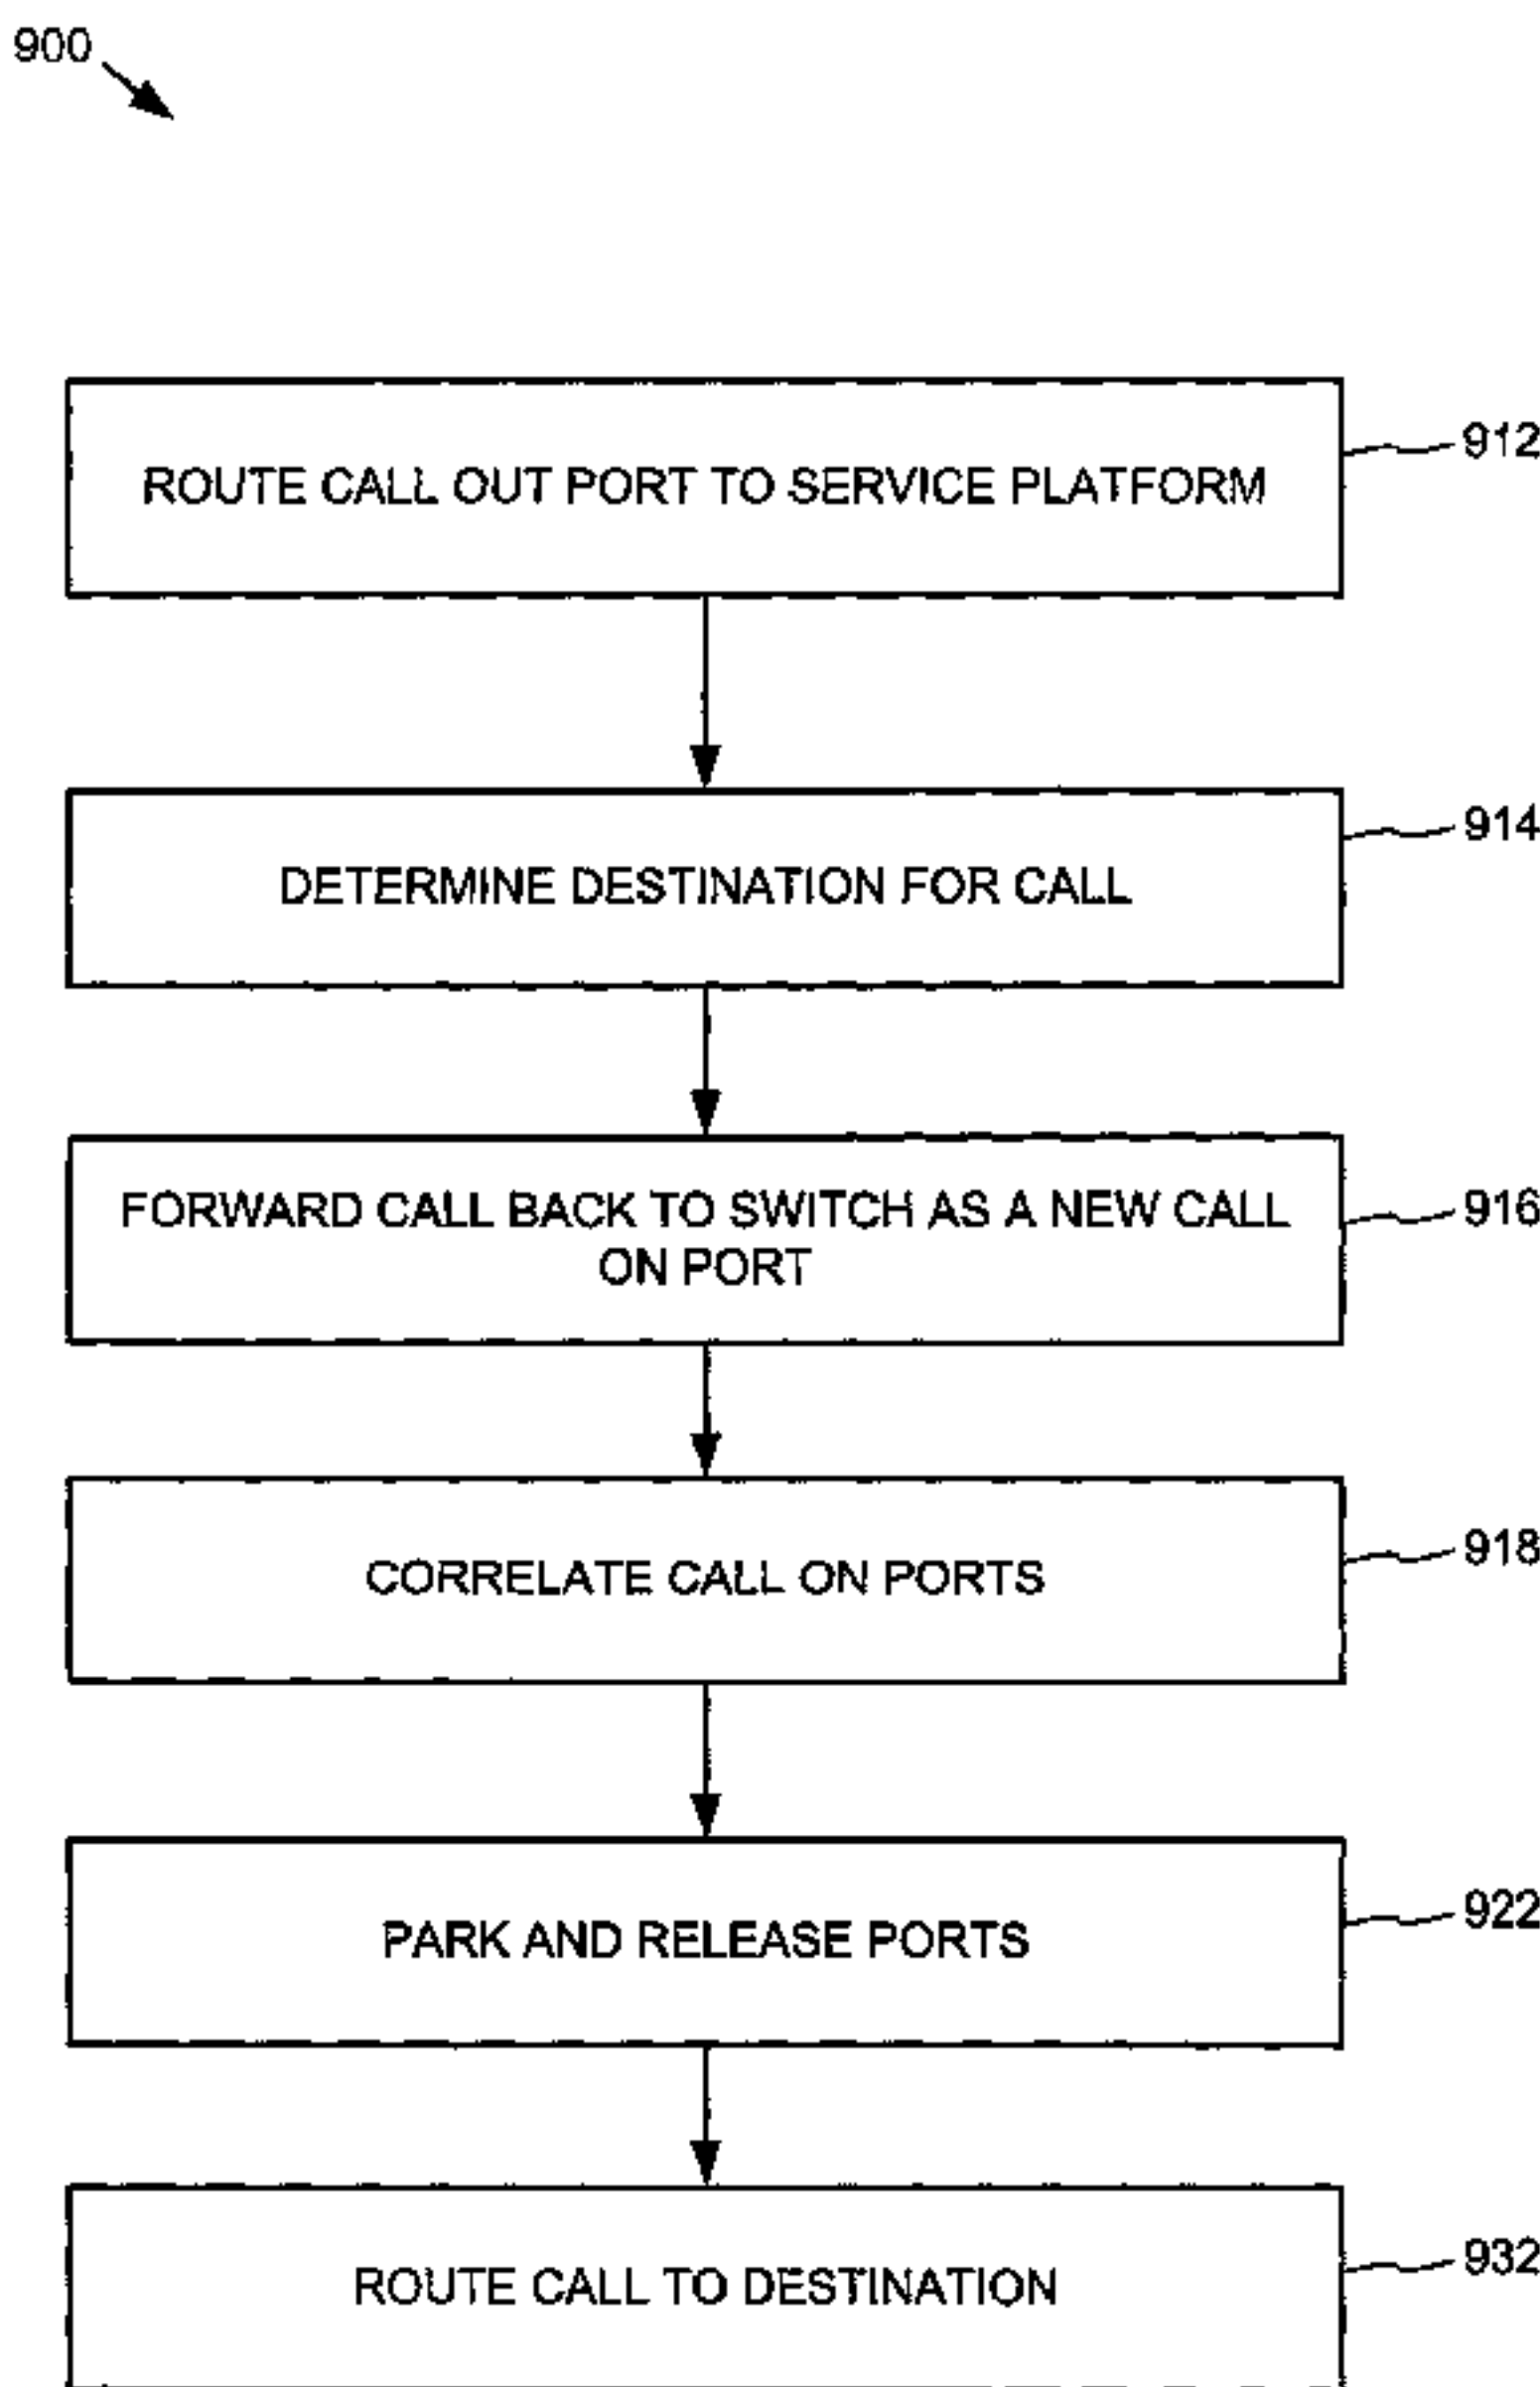 900
ROUTE CALL OUT PORT TO SERVICE PLATFORM
912
DETERMINE DESTINATION FOR CALL
914
FORWARD CALL BACK TO SWITCH AS A NEW CALL
ON PORT
916
CORRELATE CALL ON PORTS
918
PARK AND RELEASE PORTS
922
ROUTE CALL TO DESTINATION
932